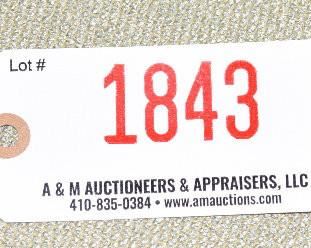 Lot #
1843
A & M AUCTIONEERS & APPRAISERS, LLC
410-835-0384 • www.amauctions.com